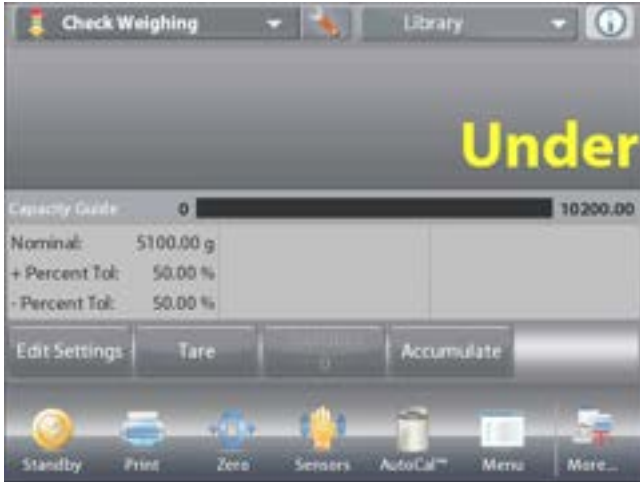 Check Weighing
Library
Under
Capacity Guide 0 10200.00
Nominal: 5100.00 g
+ Percent Tol: 50.00 %
- Percent Tol: 50.00 %
Edit Settings Tare 0 Accumulate
Standby Print Zero Sensors AutoCal™ Menu More...